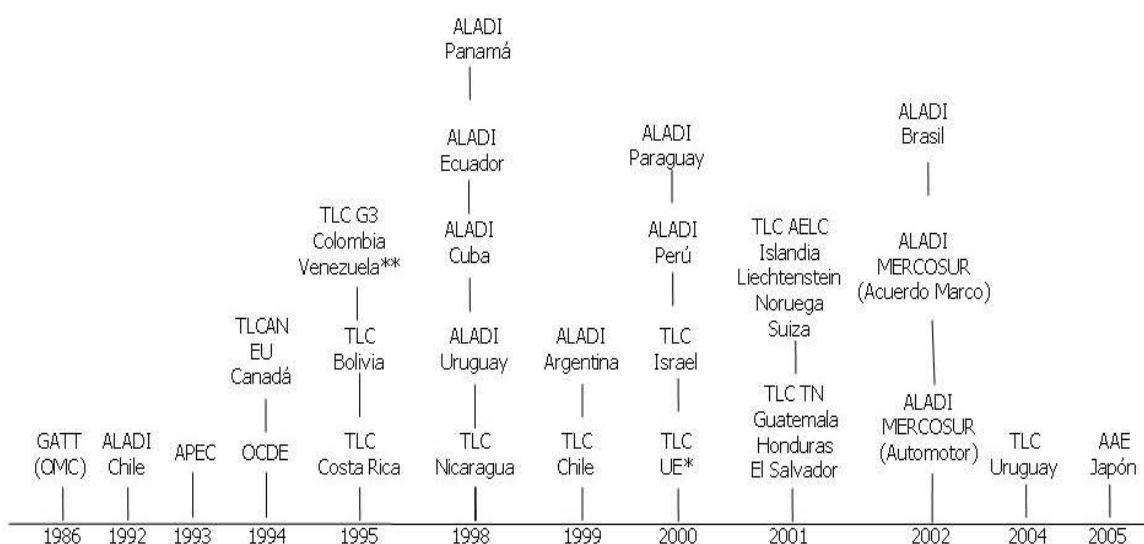 ALADI
Panamá
ALADI
Ecuador
ALADI
Paraguay
ALADI
Brasil
TLC G3
Colombia
Venezuela**
ALADI
Cuba
ALADI
Perú
TLC AELC
Islandia
Liechtenstein
Noruega
Suiza
ALADI
MERCOSUR
(Acuerdo Marco)
TLCAN
EU
Canadá
TLC
Bolivia
ALADI
Uruguay
ALADI
Argentina
TLC
Israel
GATT
(OMC)
ALADI
Chile
APEC
OCDE
TLC
Costa Rica
TLC
Nicaragua
TLC
Chile
TLC
UE*
TLC TN
Guatemala
Honduras
El Salvador
ALADI
MERCOSUR
(Automotor)
TLC
Uruguay
AAE
Japón
1986 1992 1993 1994 1995 1998 1999 2000 2001 2002 2004 2005